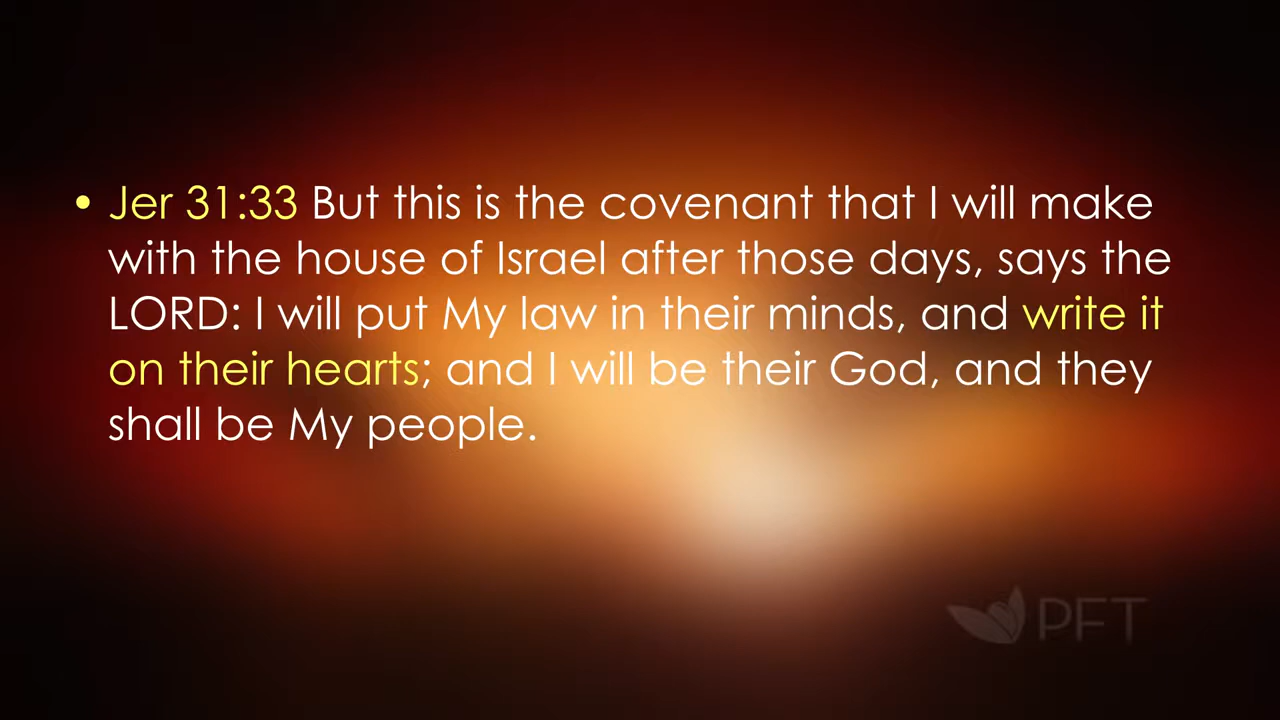 • Jer 31:33 But this is the covenant that I will make
with the house of Israel after those days, says the
LORD: I will put My law in their minds, and write it
on their hearts; and I will be their God, and they
shall be My people.
PFT